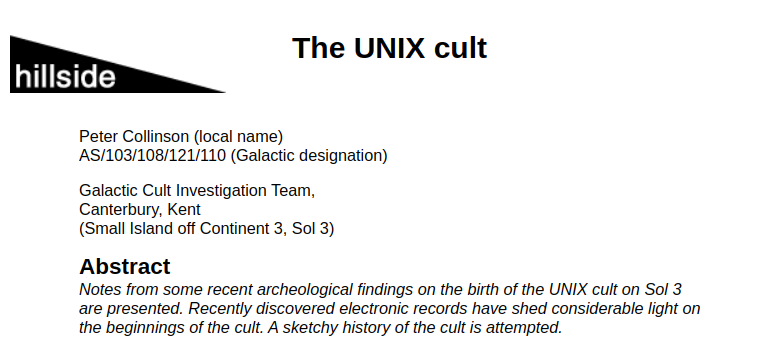 The UNIX cult
hillside
Peter Collinson (local name)
AS/103/108/121/110 (Galactic designation)
Galactic Cult Investigation Team,
Canterbury, Kent
(Small Island off Continent 3, Sol 3)
Abstract
Notes from some recent archeological findings on the birth of the UNIX cult on Sol 3
are presented. Recently discovered electronic records have shed considerable light on
the beginnings of the cult. A sketchy history of the cult is attempted.